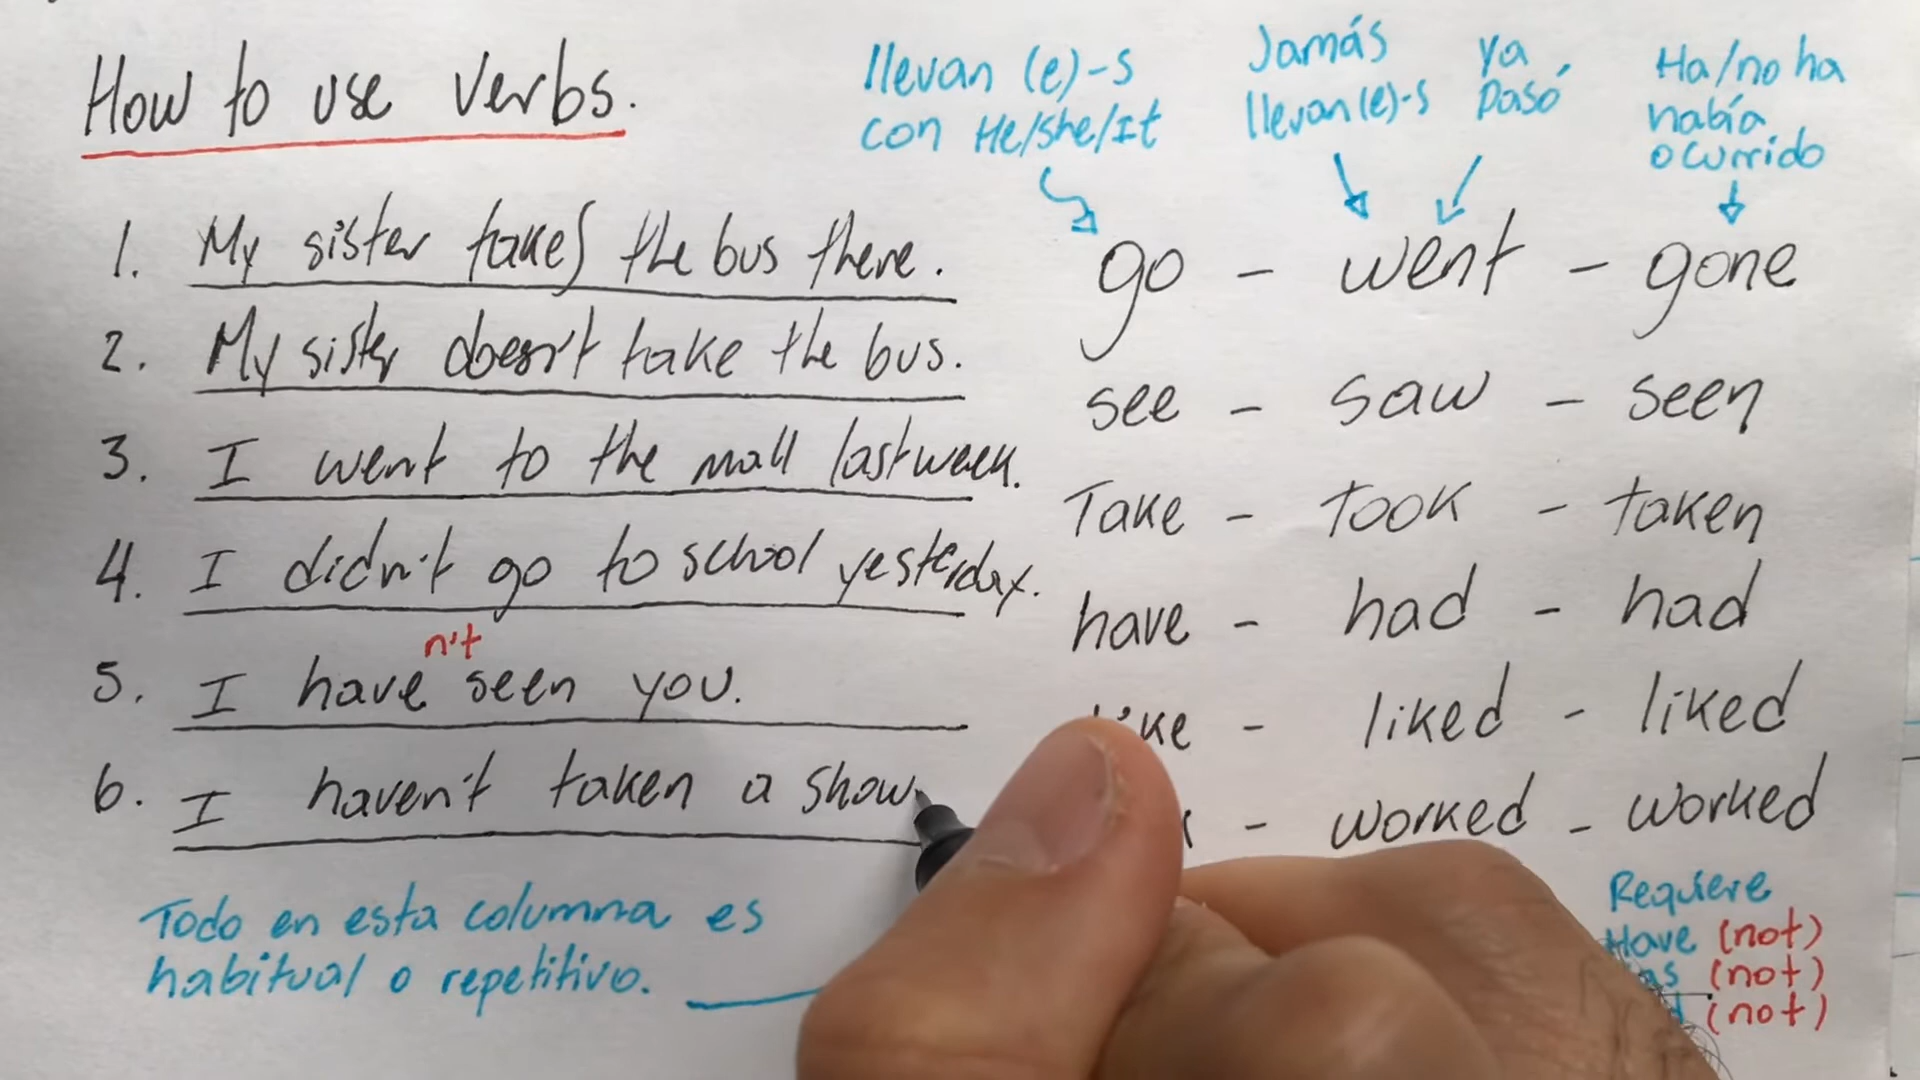 How to use verbs.
llevan (e)-s
con He/She/It
Jamás
llevan(e)-s
ya
pasó
Ha/no ha
había
ocurrido
1. My sister takes the bus there.
2. My sister doesn't take the bus.
3. I went to the mall last week.
4. I didn't go to school yesterday.
n't
5. I have seen you.
6. I haven't taken a show
Todo en esta columna es
habitual o repetitivo.
go - went - gone
see - saw - seen
Take - took - taken
have - had - had
- liked - liked
- worked - worked
Requiere
Have (not)
(not)
(not)